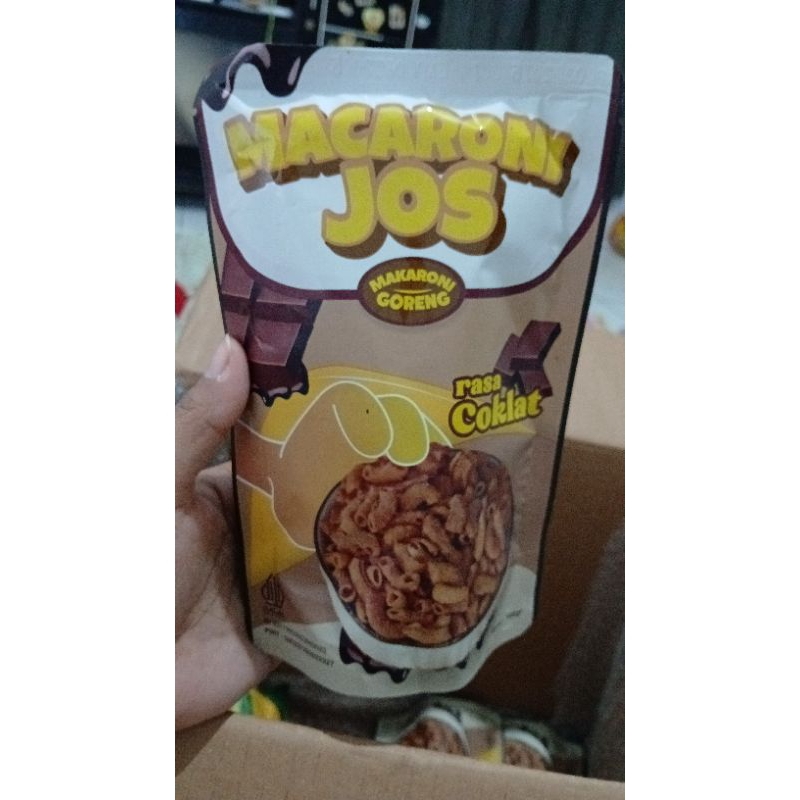 MACARONI
JOS
MAKARONI
GORENG
rasa
Coklat